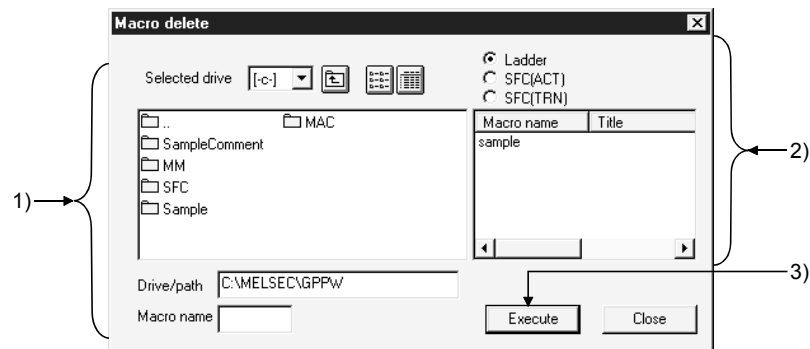 Macro delete
Selected drive [-c-]
Ladder
SFC(ACT)
SFC(TRN)
.. MAC
SampleComment
MM
SFC
Sample
Macro name Title
sample
1)
2)
3)
Drive/path C:\MELSEC\GPPW
Macro name
Execute Close